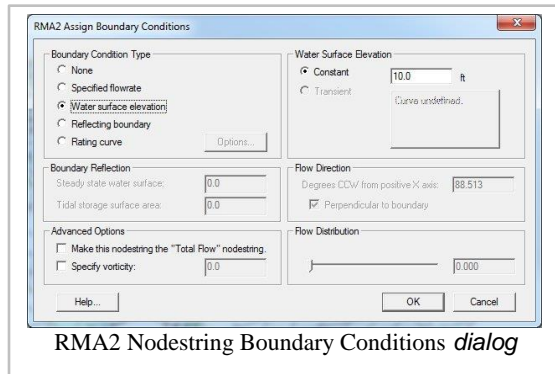 RMA2 Assign Boundary Conditions
Boundary Condition Type
None
Specified flowrate
Water surface elevation
Reflecting boundary
Rating curve
Options...
Water Surface Elevation
Constant 10.0 ft
Transient
Curve undefined.
Boundary Reflection
Steady state water surface: 0.0
Tidal storage surface area: 0.0
Flow Direction
Degrees CCW from positive X axis: 88.513
Perpendicular to boundary
Advanced Options
Make this nodestring the "Total Flow" nodestring.
Specify vorticity: 0.0
Flow Distribution
0.000
Help...
OK
Cancel
RMA2 Nodestring Boundary Conditions dialog